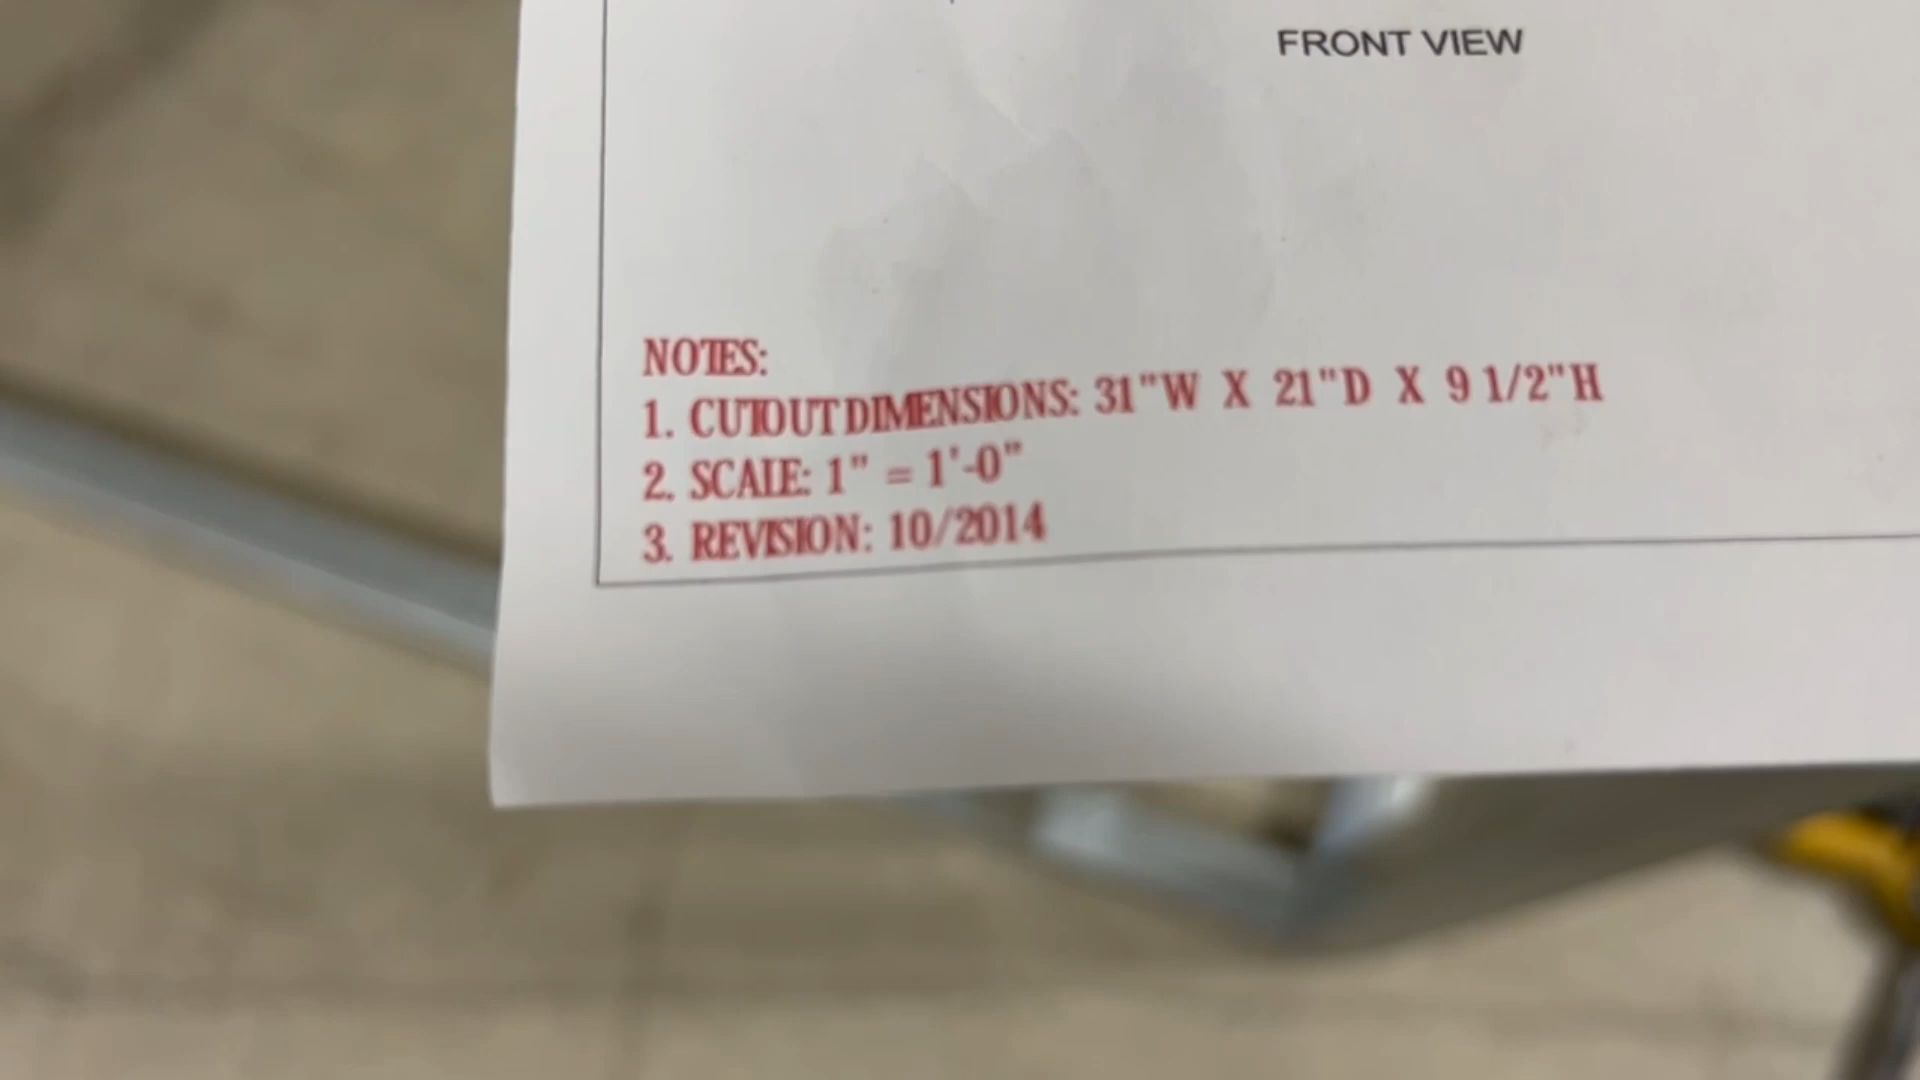 FRONT VIEW
NOTES:
1. CUTOUT DIMENSIONS: 31"W X 21"D X 9 1/2"H
2. SCALE: 1" = 1'-0"
3. REVISION: 10/2014